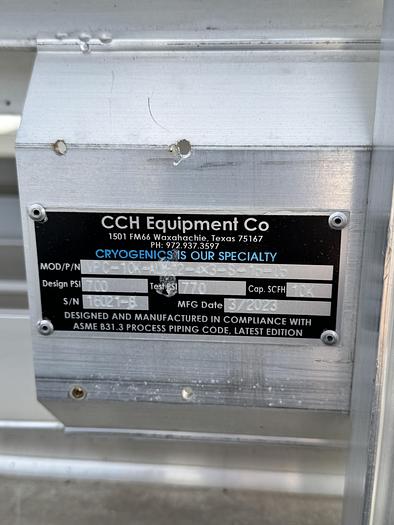 CCH Equipment Co
1501 FM66 Waxahachie, Texas 75167
PH: 972.937.3597
CRYOGENICS IS OUR SPECIALTY
MOD/P/N
Design PSI 700 Test PSI 770 Cap. SCFH 10K
S/N 16021-B MFG Date 3/2023
DESIGNED AND MANUFACTURED IN COMPLIANCE WITH
ASME B31.3 PROCESS PIPING CODE, LATEST EDITION